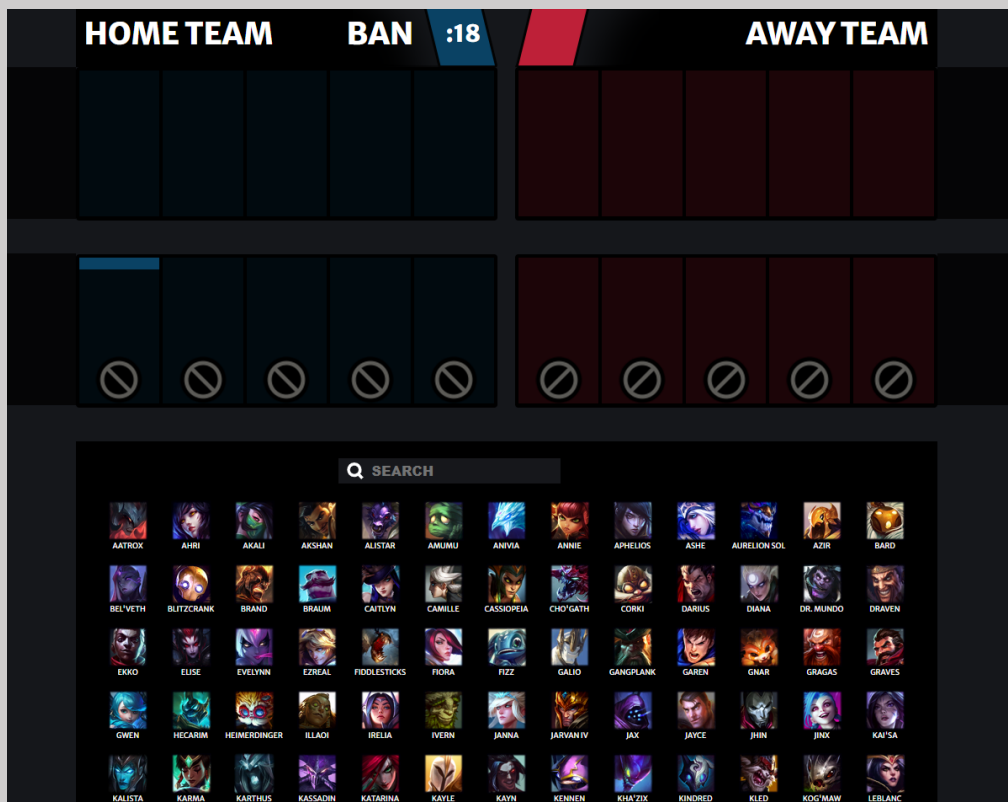 HOME TEAM BAN :18 AWAY TEAM
SEARCH
AATROX AHRI AKALI AKSHAN ALISTAR AMUMU ANIVIA ANNIE APHELIOS ASHE AURELION SOL AZIR BARD
BEL'VETH BLITZCRANK BRAND BRAUM CAITLYN CAMILLE CASSIOPEIA CHO'GATH CORKI DARIUS DIANA DR. MUNDO DRAVEN
EKKO ELISE EVELYNN EZREAL FIDDLESTICKS FIORA FIZZ GALIO GANGPLANK GAREN GNAR GRAGAS GRAVES
GWEN HECARIM HEIMERDINGER ILLAOI IRELIA IVERN JANNA JARVAN IV JAX JAYCE JHIN JINX KAI'SA
KALISTA KARMA KARTHUS KASSADIN KATARINA KAYLE KAYN KENNEN KHA'ZIX KINDRED KLED KOG'MAW LEBLANC